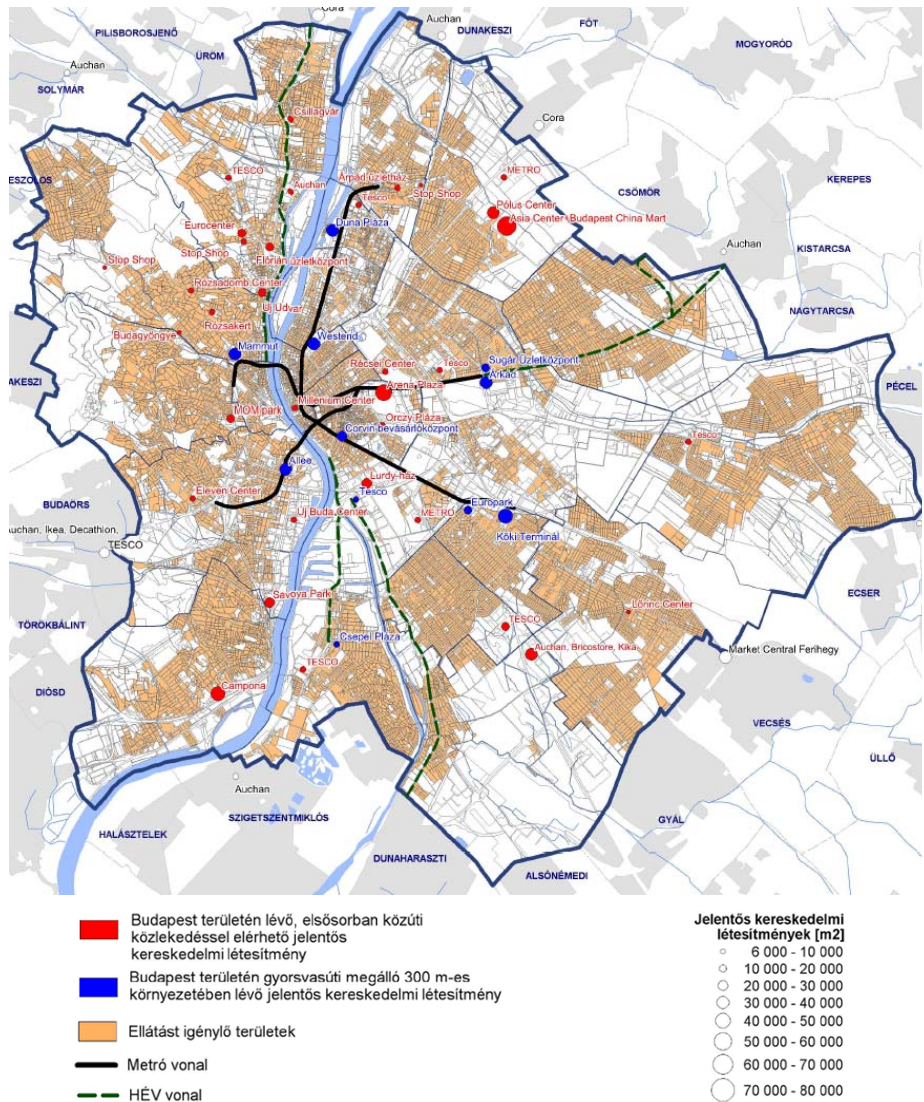 Cora
Auchan
FÓT
PILISBOROSJENŐ
DUNAKESZI
MOGYORÓD
ÜRÖM
Auchan
SOLYMÁR
Csillagvár
Cora
TESCO
Auchan
Árpád üzletház
Stop Shop
METRO
KEREPES
Tesco
CSÖMÖR
Pólus Center
Asia Center Budapest China Mart
Eurocenter
Duna Pláza
Stop Shop
Flórián üzletközpont
Auchan
KISTARCSA
Stop Shop
Rózsadomb Center
Új Udvar
NAGYTARCSA
Rózsakert
Budagyöngye
Westend
Mammut
Sugár Üzletközpont
Récsei Center
Tesco
Árkád
PÉCEL
Arena Plaza
Millenium Center
MOM park
Orczy Pláza
Corvin bevásárlóközpont
Tesco
Allee
Lurdy-ház
Eleven Center
Tesco
BUDAÖRS
Europark
Új Buda Center
METRO
Auchan, Ikea, Decathlon,
Köki Terminál
TESCO
ECSER
Savoya Park
Lőrinc Center
TÖRÖKBÁLINT
TESCO
Csepel Pláza
Auchan, Bricostore, Kika
Market Central Ferihegy
TESCO
DIÓSD
Campona
VECSÉS
ÜLLŐ
Auchan
SZIGETSZENTMIKLÓS
GYÁL
HALÁSZTELEK
DUNAHARASZTI
ALSÓNÉMEDI
Budapest területén lévő, elsősorban közúti
közlekedéssel elérhető jelentős
kereskedelmi létesítmény
Budapest területén gyorsvasúti megálló 300 m-es
környezetében lévő jelentős kereskedelmi létesítmény
Ellátást igénylő területek
Metró vonal
HÉV vonal
Jelentős kereskedelmi
létesítmények [m2]
6 000 - 10 000
10 000 - 20 000
20 000 - 30 000
30 000 - 40 000
40 000 - 50 000
50 000 - 60 000
60 000 - 70 000
70 000 - 80 000